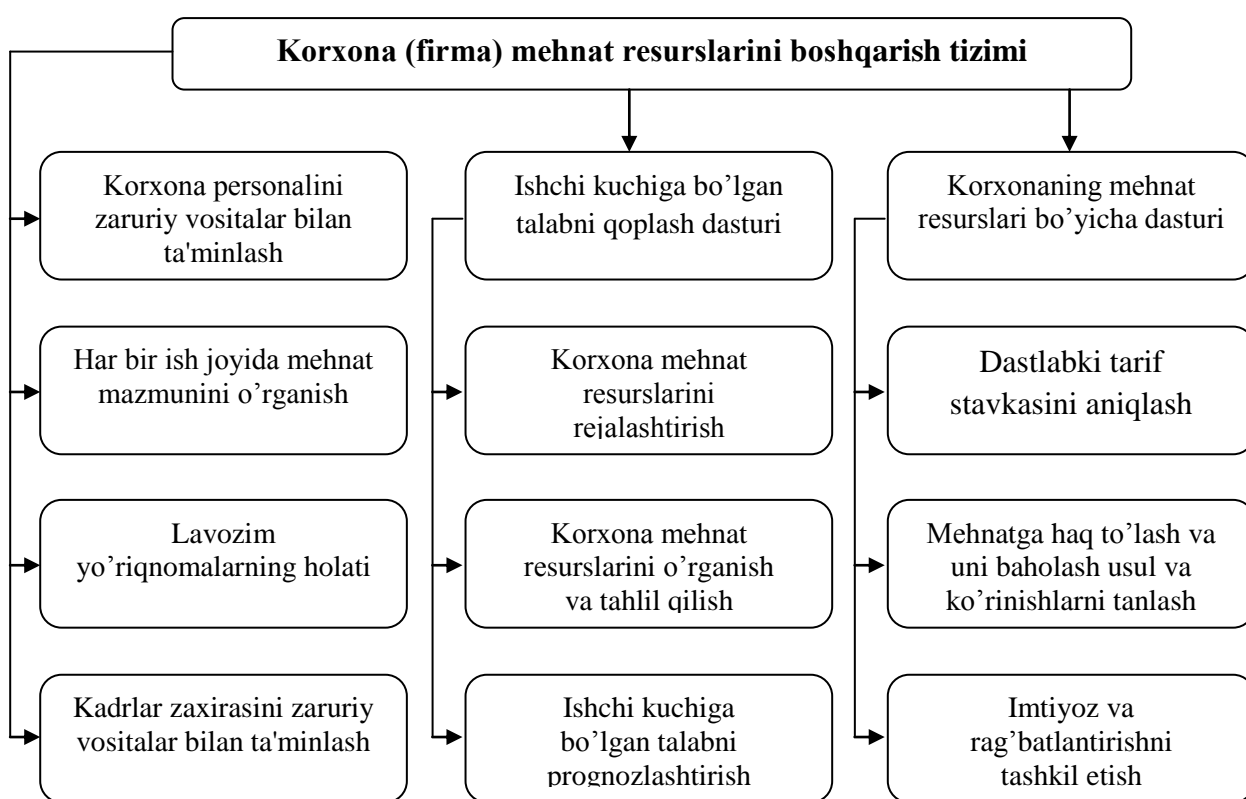 Korxona (firma) mehnat resurslarini boshqarish tizimi
Korxona personalini
zaruriy vositalar bilan
ta'minlash
Ishchi kuchiga bo’lgan
talabni qoplash dasturi
Korxonaning mehnat
resurslari bo’yicha dasturi
Har bir ish joyida mehnat
mazmunini o’rganish
Korxona mehnat
resurslarini
rejalashtirish
Dastlabki tarif
stavkasini aniqlash
Lavozim
yo’riqnomalarning holati
Korxona mehnat
resurslarini o’rganish
va tahlil qilish
Mehnatga haq to’lash va
uni baholash usul va
ko’rinishlarni tanlash
Kadrlar zaxirasini zaruriy
vositalar bilan ta'minlash
Ishchi kuchiga
bo’lgan talabni
prognozlashtirish
Imtiyoz va
rag’batlantirishni
tashkil etish